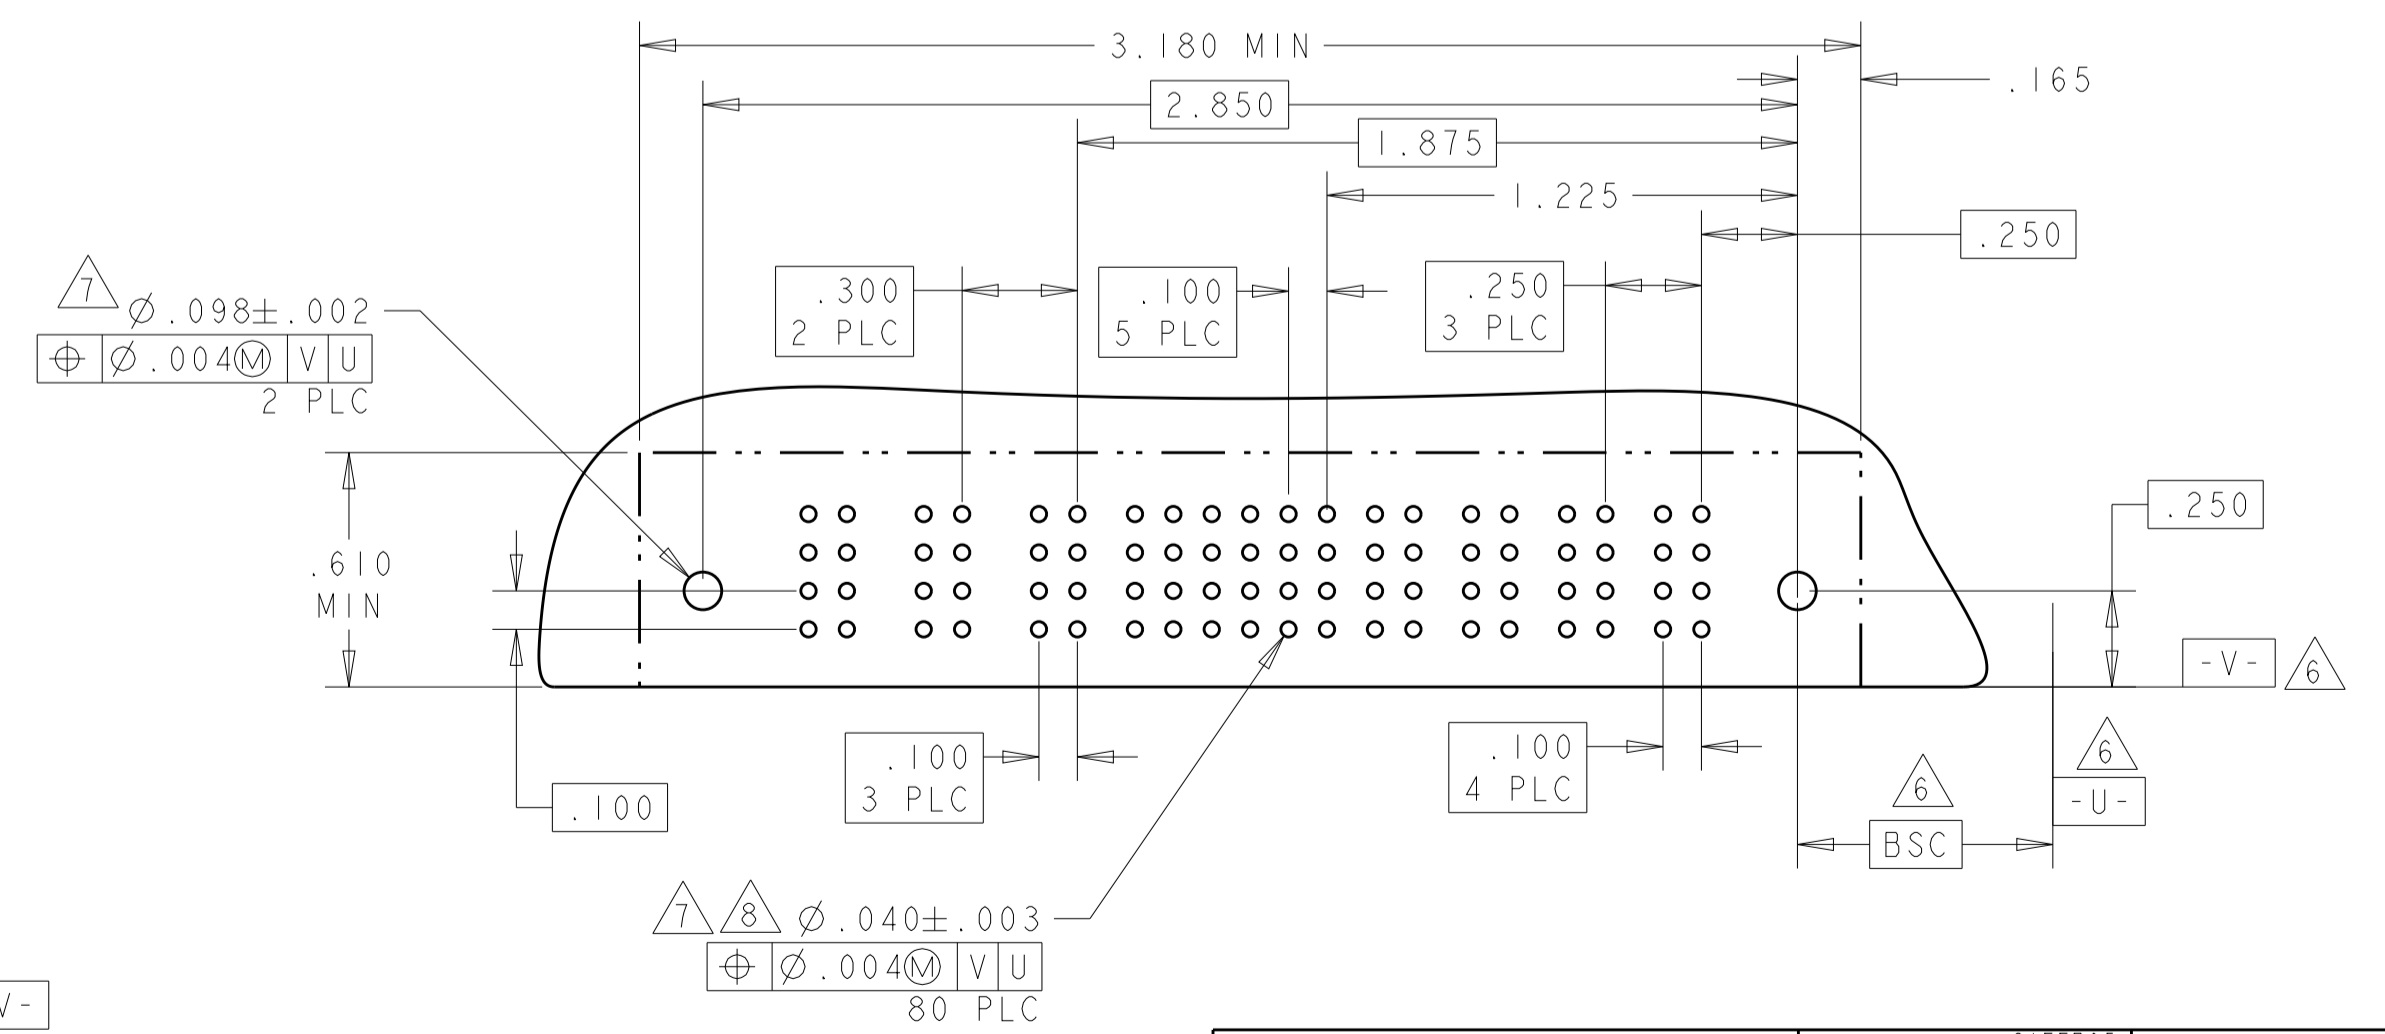 3.180 MIN
.165
2.850
1.875
1.225
.250
.300
2 PLC
.100
5 PLC
.250
3 PLC
7
Ø.098±.002
⌖ Ø.004Ⓜ V U
2 PLC
.610
MIN
.250
-V-
6
.100
3 PLC
.100
4 PLC
6
-U-
6
BSC
.100
7 8 Ø.040±.003
⌖ Ø.004Ⓜ V U
80 PLC
V-